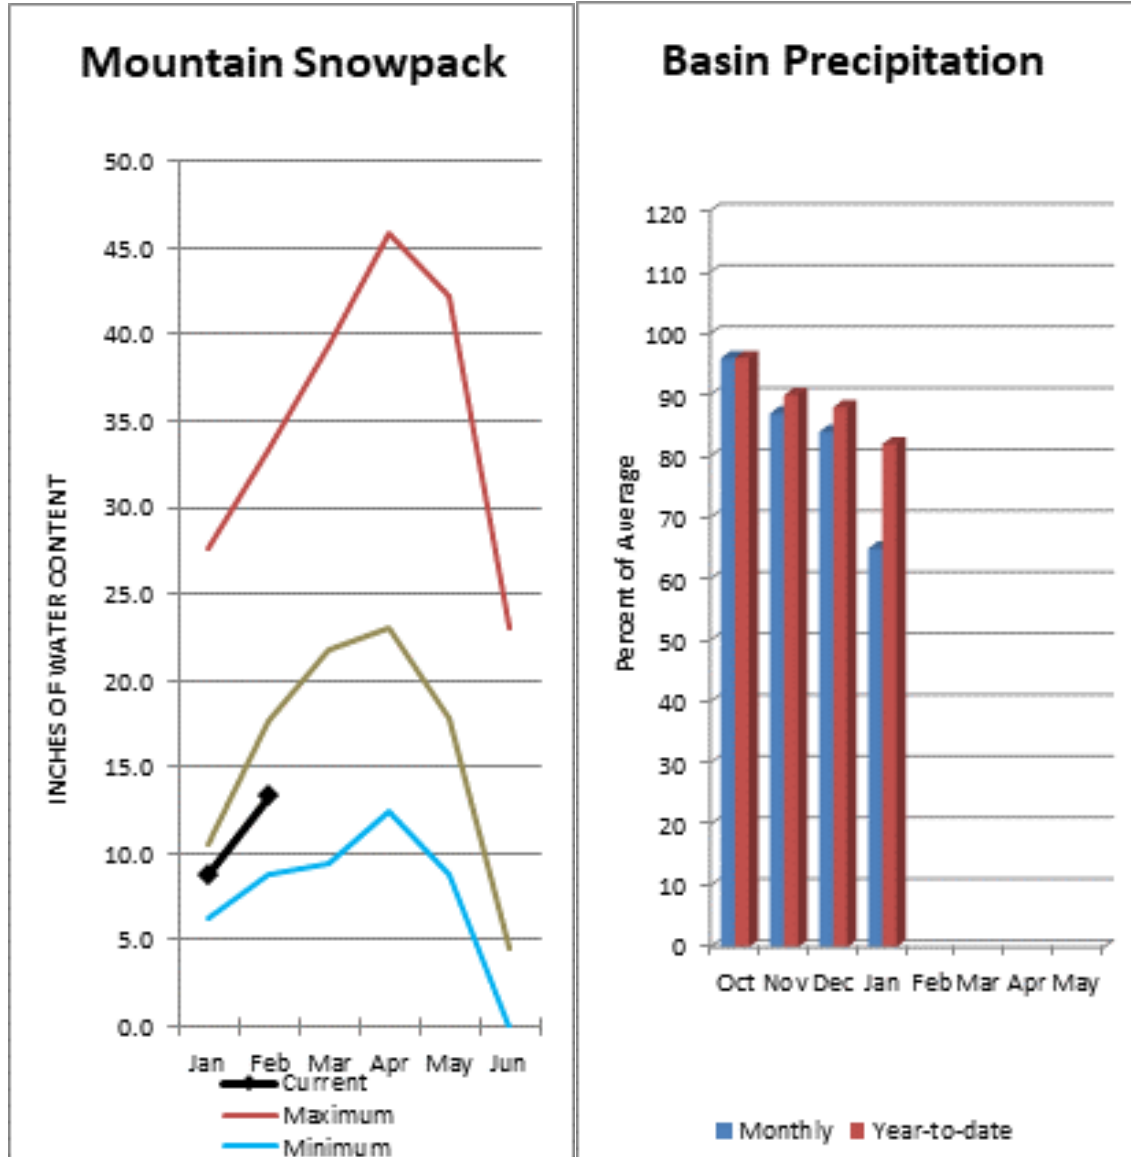 Mountain Snowpack
50.0
45.0
40.0
35.0
30.0
25.0
20.0
15.0
10.0
5.0
0.0
INCHES OF WATER CONTENT
Jan Feb Mar Apr May Jun
Current
Maximum
Minimum
Basin Precipitation
120
110
100
90
80
70
60
50
40
30
20
10
0
Percent of Average
Oct Nov Dec Jan Feb Mar Apr May
Monthly Year-to-date